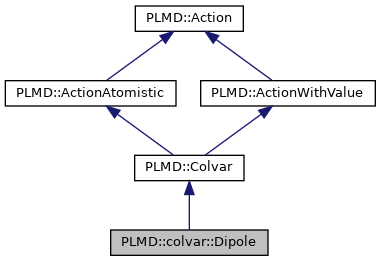 PLMD::Action
PLMD::ActionAtomistic
PLMD::ActionWithValue
PLMD::Colvar
PLMD::colvar::Dipole